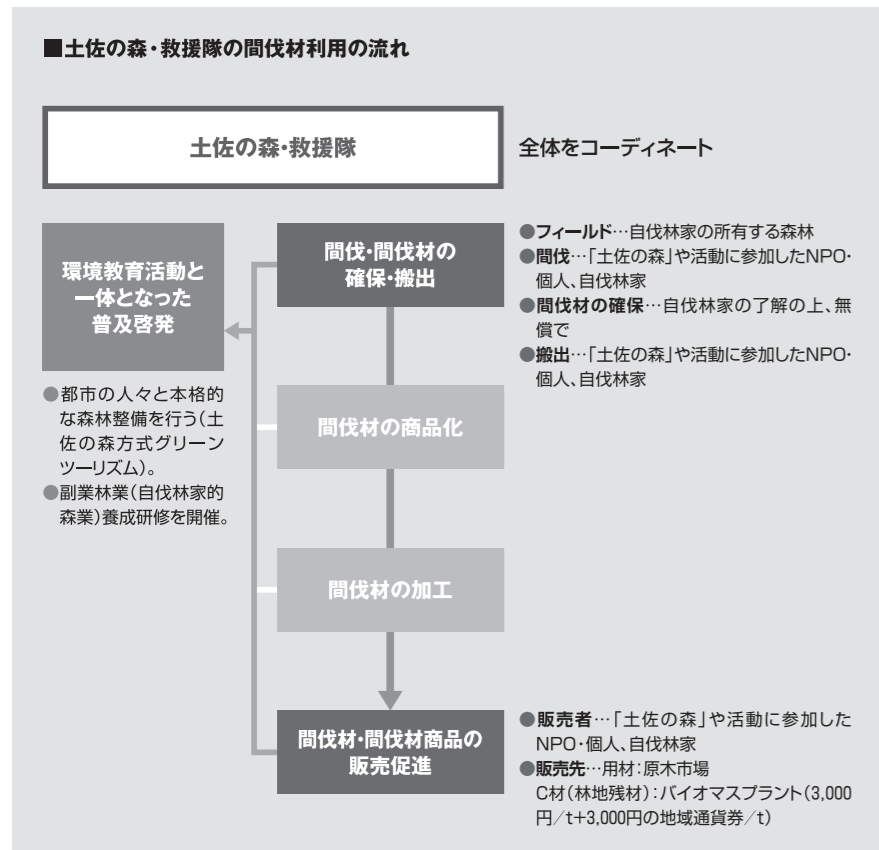 ■土佐の森・救援隊の間伐材利用の流れ
土佐の森・救援隊
全体をコーディネート
環境教育活動と
一体となった
普及啓発
●都市の人々と本格的
な森林整備を行う(土
佐の森方式グリーン
ツーリズム)。
●副業林業(自伐林家的
森業)養成研修を開催。
間伐・間伐材の
確保・搬出
●フィールド…自伐林家の所有する森林
●間伐…「土佐の森」や活動に参加したNPO・
個人、自伐林家
●間伐材の確保…自伐林家の了解の上、無
償で
●搬出…「土佐の森」や活動に参加したNPO・
個人、自伐林家
間伐材の商品化
間伐材の加工
間伐材・間伐材商品の
販売促進
●販売者…「土佐の森」や活動に参加した
NPO・個人、自伐林家
●販売先…用材：原木市場
C材(林地残材)：バイオマスプラント(3,000
円/t+3,000円の地域通貨券/t)